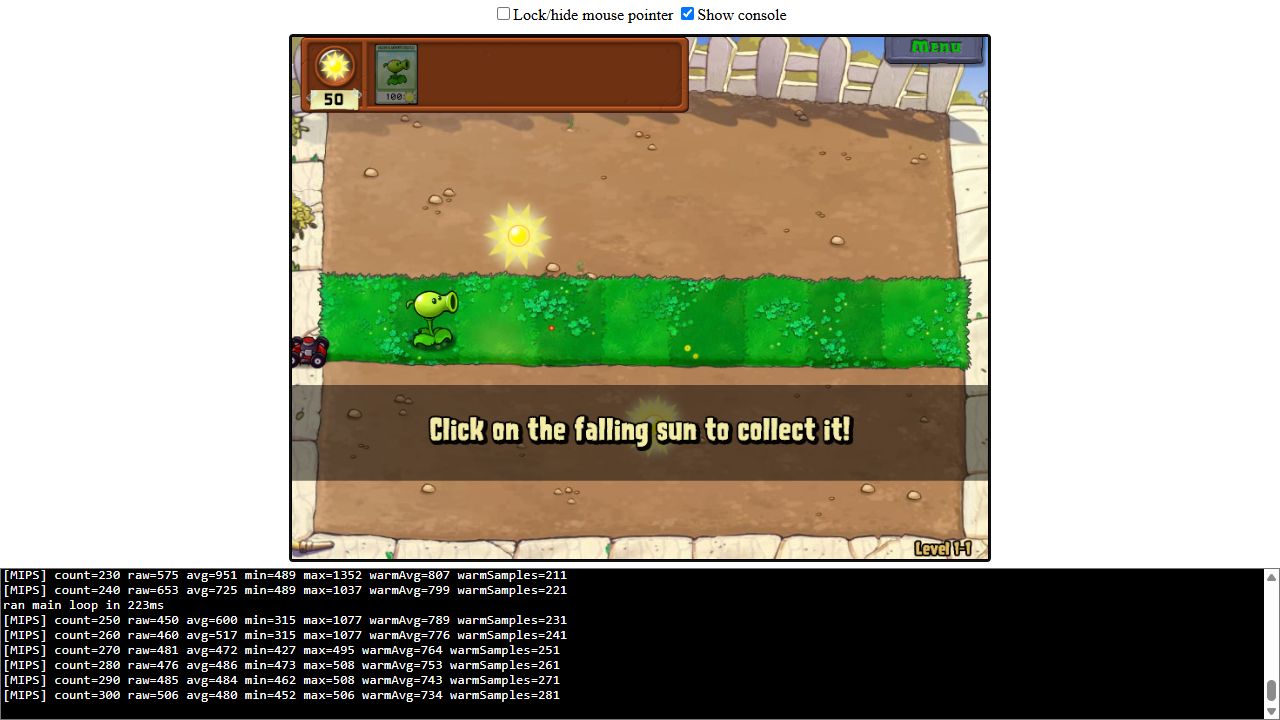 Lock/hide mouse pointer Show console
Menu
50
100
Click on the falling sun to collect it!
Level 1-1
[MIPS] count=230 raw=575 avg=951 min=489 max=1352 warmAvg=807 warmSamples=211
[MIPS] count=240 raw=653 avg=725 min=489 max=1037 warmAvg=799 warmSamples=221
ran main loop in 223ms
[MIPS] count=250 raw=450 avg=600 min=315 max=1077 warmAvg=789 warmSamples=231
[MIPS] count=260 raw=460 avg=517 min=315 max=1077 warmAvg=776 warmSamples=241
[MIPS] count=270 raw=481 avg=472 min=427 max=495 warmAvg=764 warmSamples=251
[MIPS] count=280 raw=476 avg=486 min=473 max=508 warmAvg=753 warmSamples=261
[MIPS] count=290 raw=485 avg=484 min=462 max=508 warmAvg=743 warmSamples=271
[MIPS] count=300 raw=506 avg=480 min=452 max=506 warmAvg=734 warmSamples=281